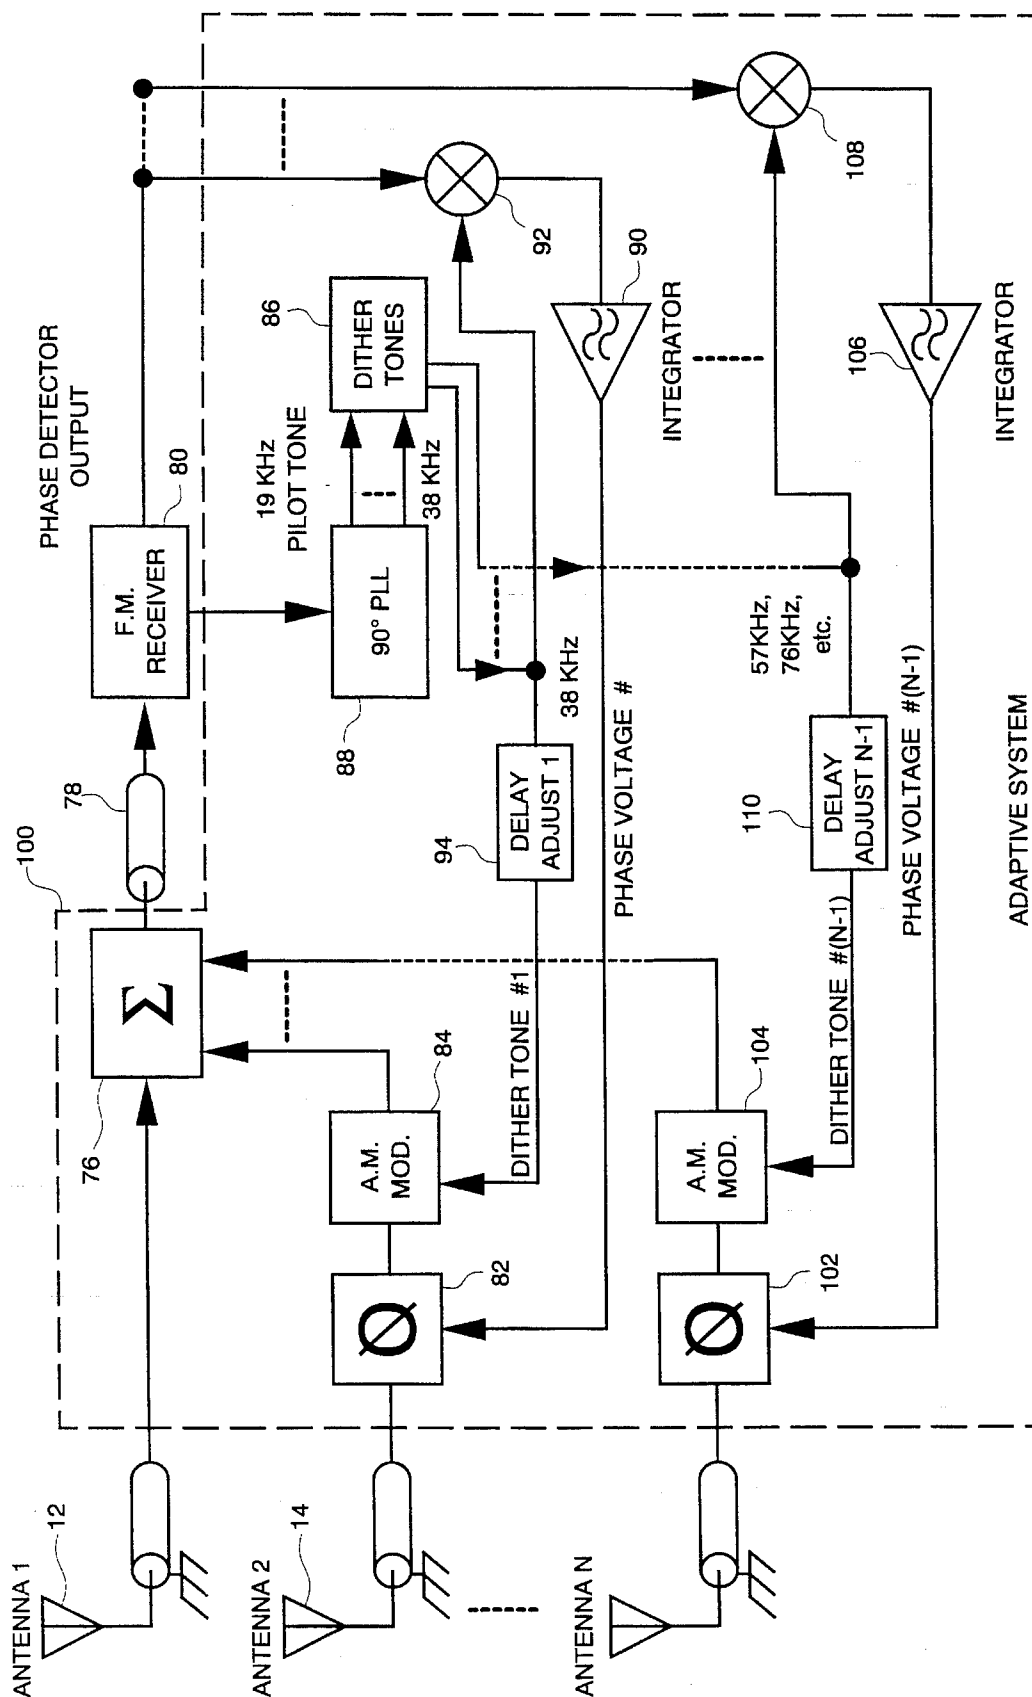 ANTENNA 1
12
ANTENNA 2
14
ANTENNA N
100
76
Σ
78
F.M.
RECEIVER
80
PHASE DETECTOR
OUTPUT
Ø
82
A.M.
MOD.
84
90° PLL
88
19 KHz
PILOT TONE
38 KHz
DITHER
TONES
86
92
DITHER TONE #1
94
DELAY
ADJUST 1
38 KHz
90
INTEGRATOR
PHASE VOLTAGE #
Ø
102
A.M.
MOD.
104
DITHER TONE #(N-1)
110
DELAY
ADJUST N-1
57KHz,
76KHz,
etc.
108
106
INTEGRATOR
PHASE VOLTAGE #(N-1)
ADAPTIVE SYSTEM